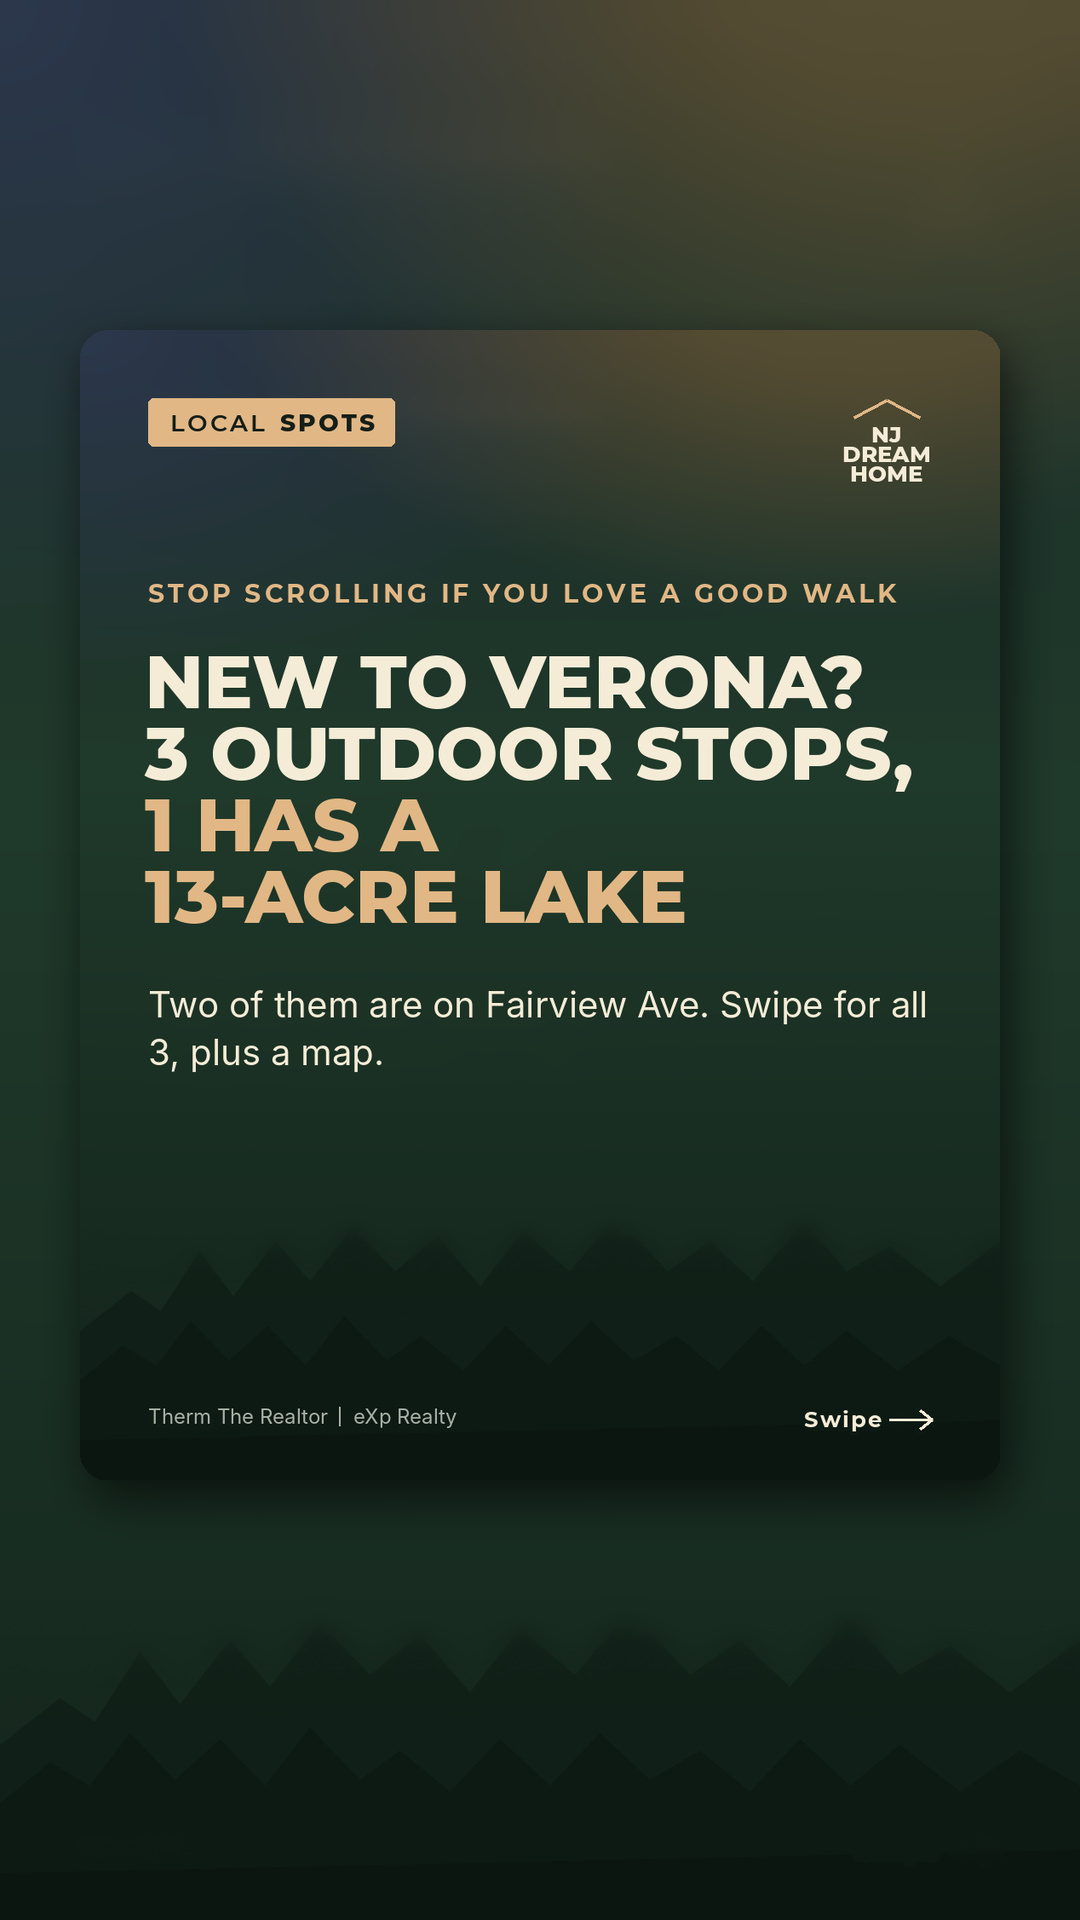 LOCAL SPOTS
NJ
DREAM
HOME
STOP SCROLLING IF YOU LOVE A GOOD WALK
NEW TO VERONA?
3 OUTDOOR STOPS,
1 HAS A
13-ACRE LAKE
Two of them are on Fairview Ave. Swipe for all
3, plus a map.
Therm The Realtor | eXp Realty
Swipe